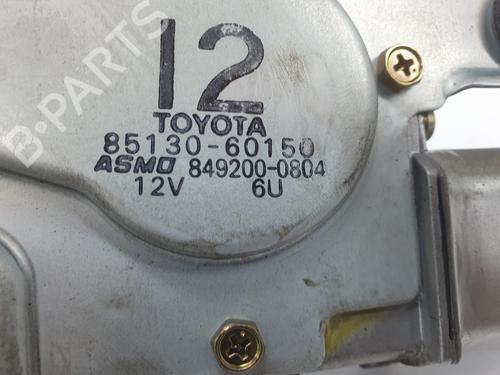 12
TOYOTA
85130-60150
ASMO 849200-0804
12V 6U
B-PARTS